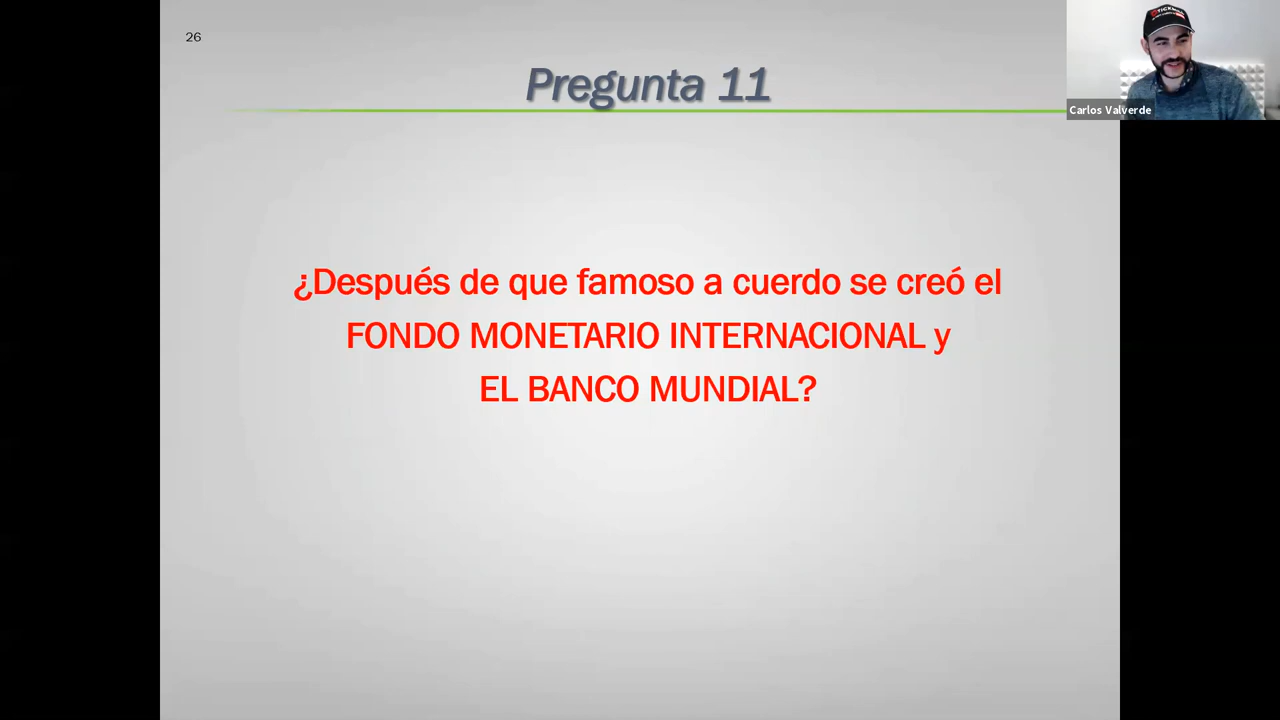 26
Pregunta 11
Carlos Valverde
¿Después de que famoso a cuerdo se creó el
FONDO MONETARIO INTERNACIONAL y
EL BANCO MUNDIAL?